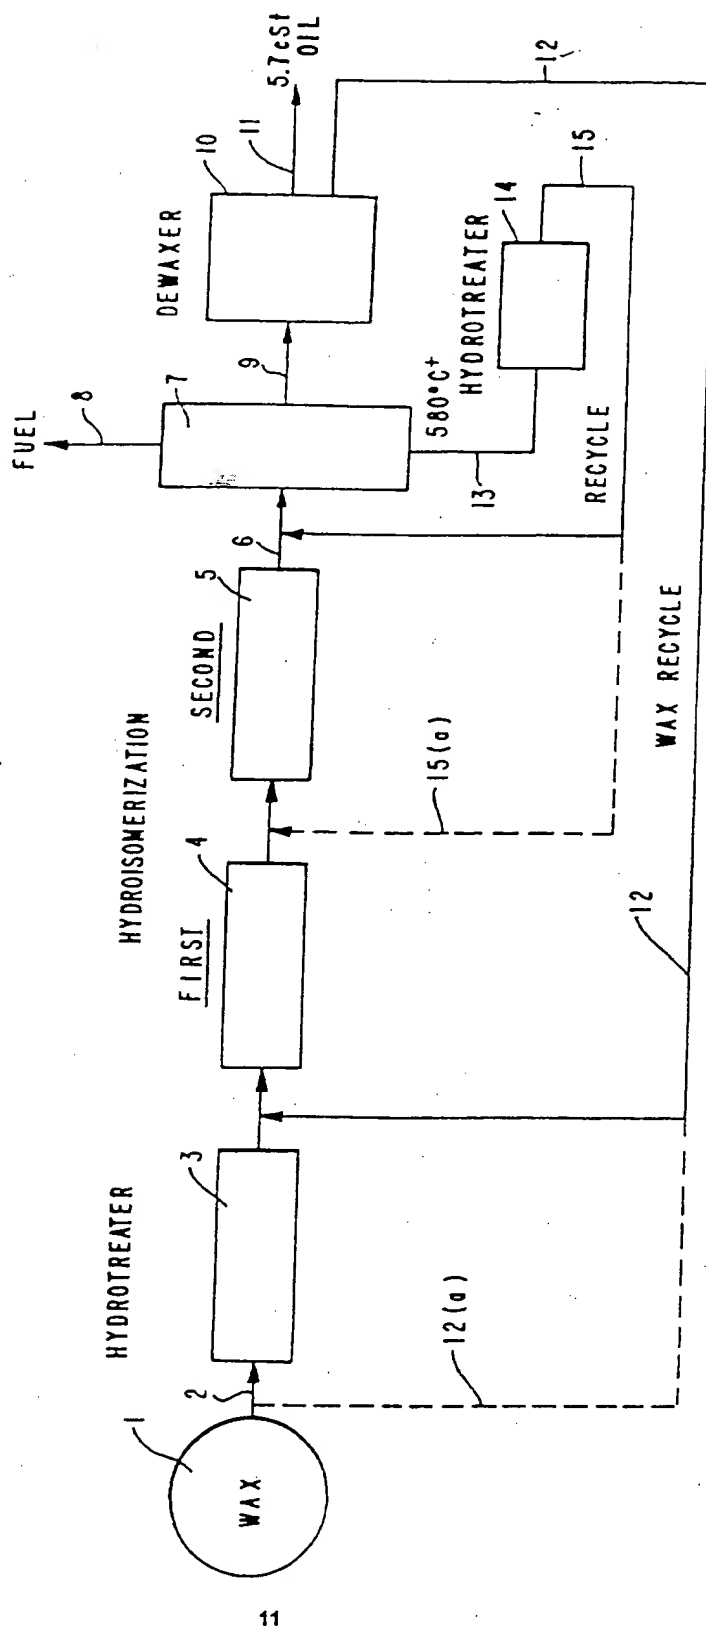 WAX
1
2
HYDROTREATER
3
12(a)
HYDROISOMERIZATION
FIRST
4
SECOND
5
15(a)
12
WAX RECYCLE
6
7
FUEL
8
9
580°C+
13
HYDROTREATER
14
15
RECYCLE
DEWAXER
10
11
5.7cSt
OIL
12
11